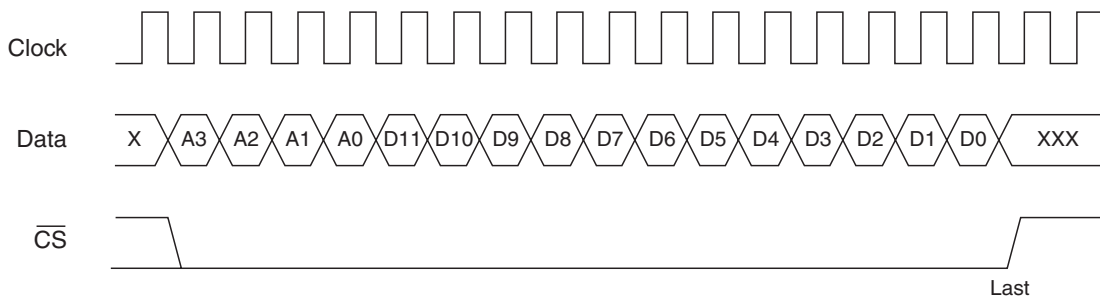 Clock
Data X A3 A2 A1 A0 D11 D10 D9 D8 D7 D6 D5 D4 D3 D2 D1 D0 XXX
CS
Last